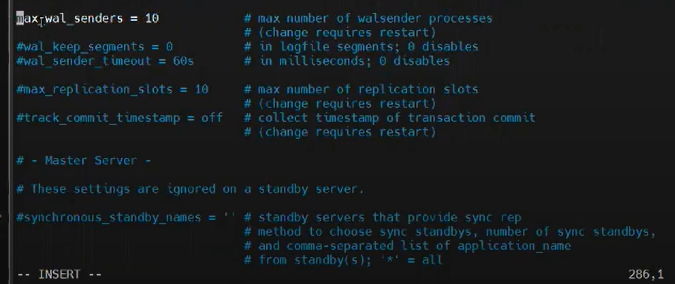 max_wal_senders = 10 # max number of walsender processes
# (change requires restart)
#wal_keep_segments = 0 # in logfile segments; 0 disables
#wal_sender_timeout = 60s # in milliseconds; 0 disables
#max_replication_slots = 10 # max number of replication slots
# (change requires restart)
#track_commit_timestamp = off # collect timestamp of transaction commit
# (change requires restart)
# - Master Server -
# These settings are ignored on a standby server.
#synchronous_standby_names = '' # standby servers that provide sync rep
# method to choose sync standbys, number of sync standbys,
# and comma-separated list of application_name
# from standby(s); '*' = all
-- INSERT -- 286,1